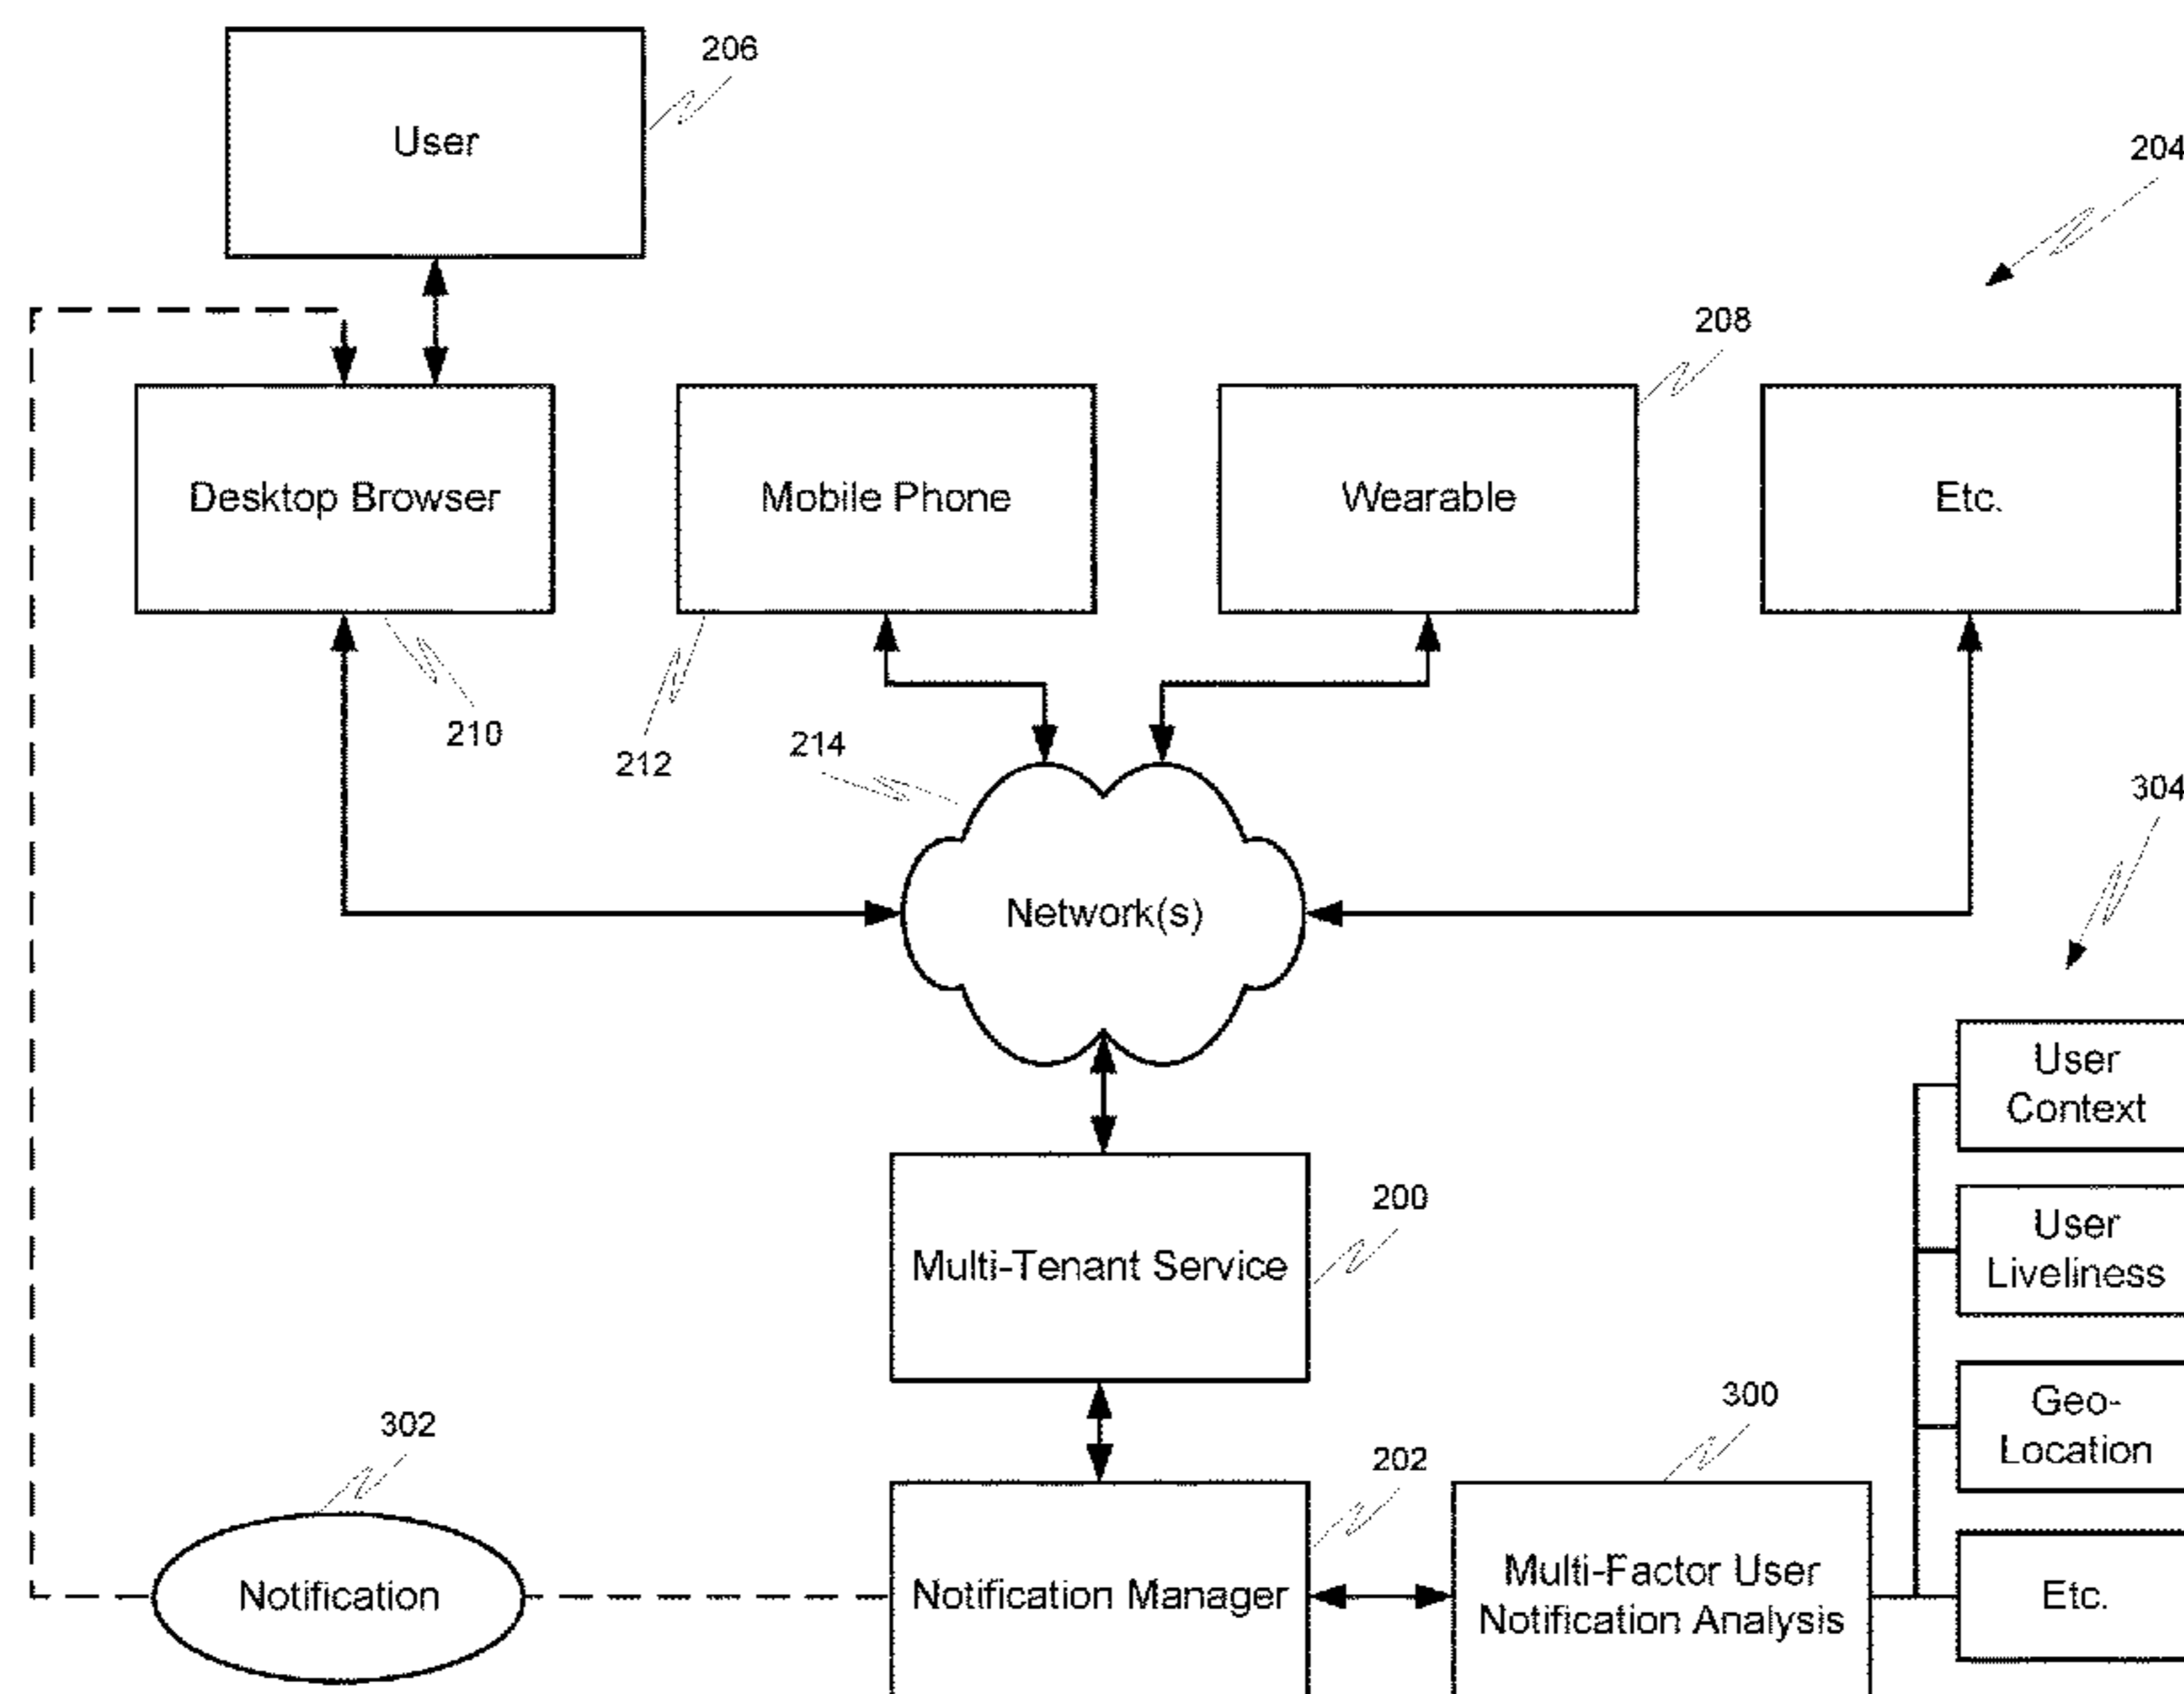 206
User
204
208
Desktop Browser
Mobile Phone
Wearable
Etc.
210
212
214
304
Network(s)
User
Context
200
User
Liveliness
Multi-Tenant Service
300
Geo-
Location
302
202
Notification
Notification Manager
Multi-Factor User
Notification Analysis
Etc.